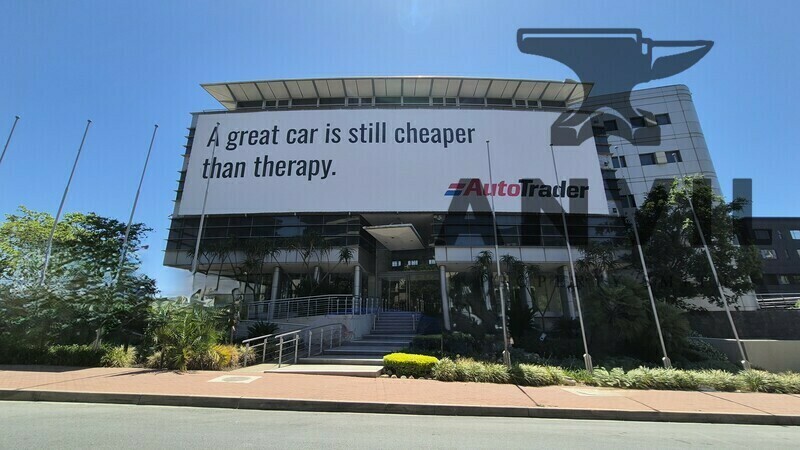 A great car is still cheaper
than therapy.
AutoTrader
ANVIL